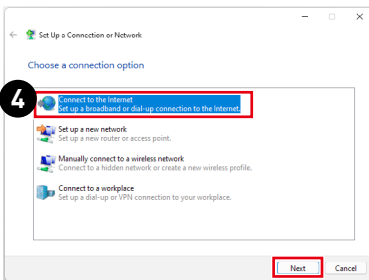 Set Up a Connection or Network
Choose a connection option
4
Connect to the Internet
Set up a broadband or dial-up connection to the Internet.
Set up a new network
Set up a new router or access point.
Manually connect to a wireless network
Connect to a hidden network or create a new wireless profile.
Connect to a workplace
Set up a dial-up or VPN connection to your workplace.
Next Cancel